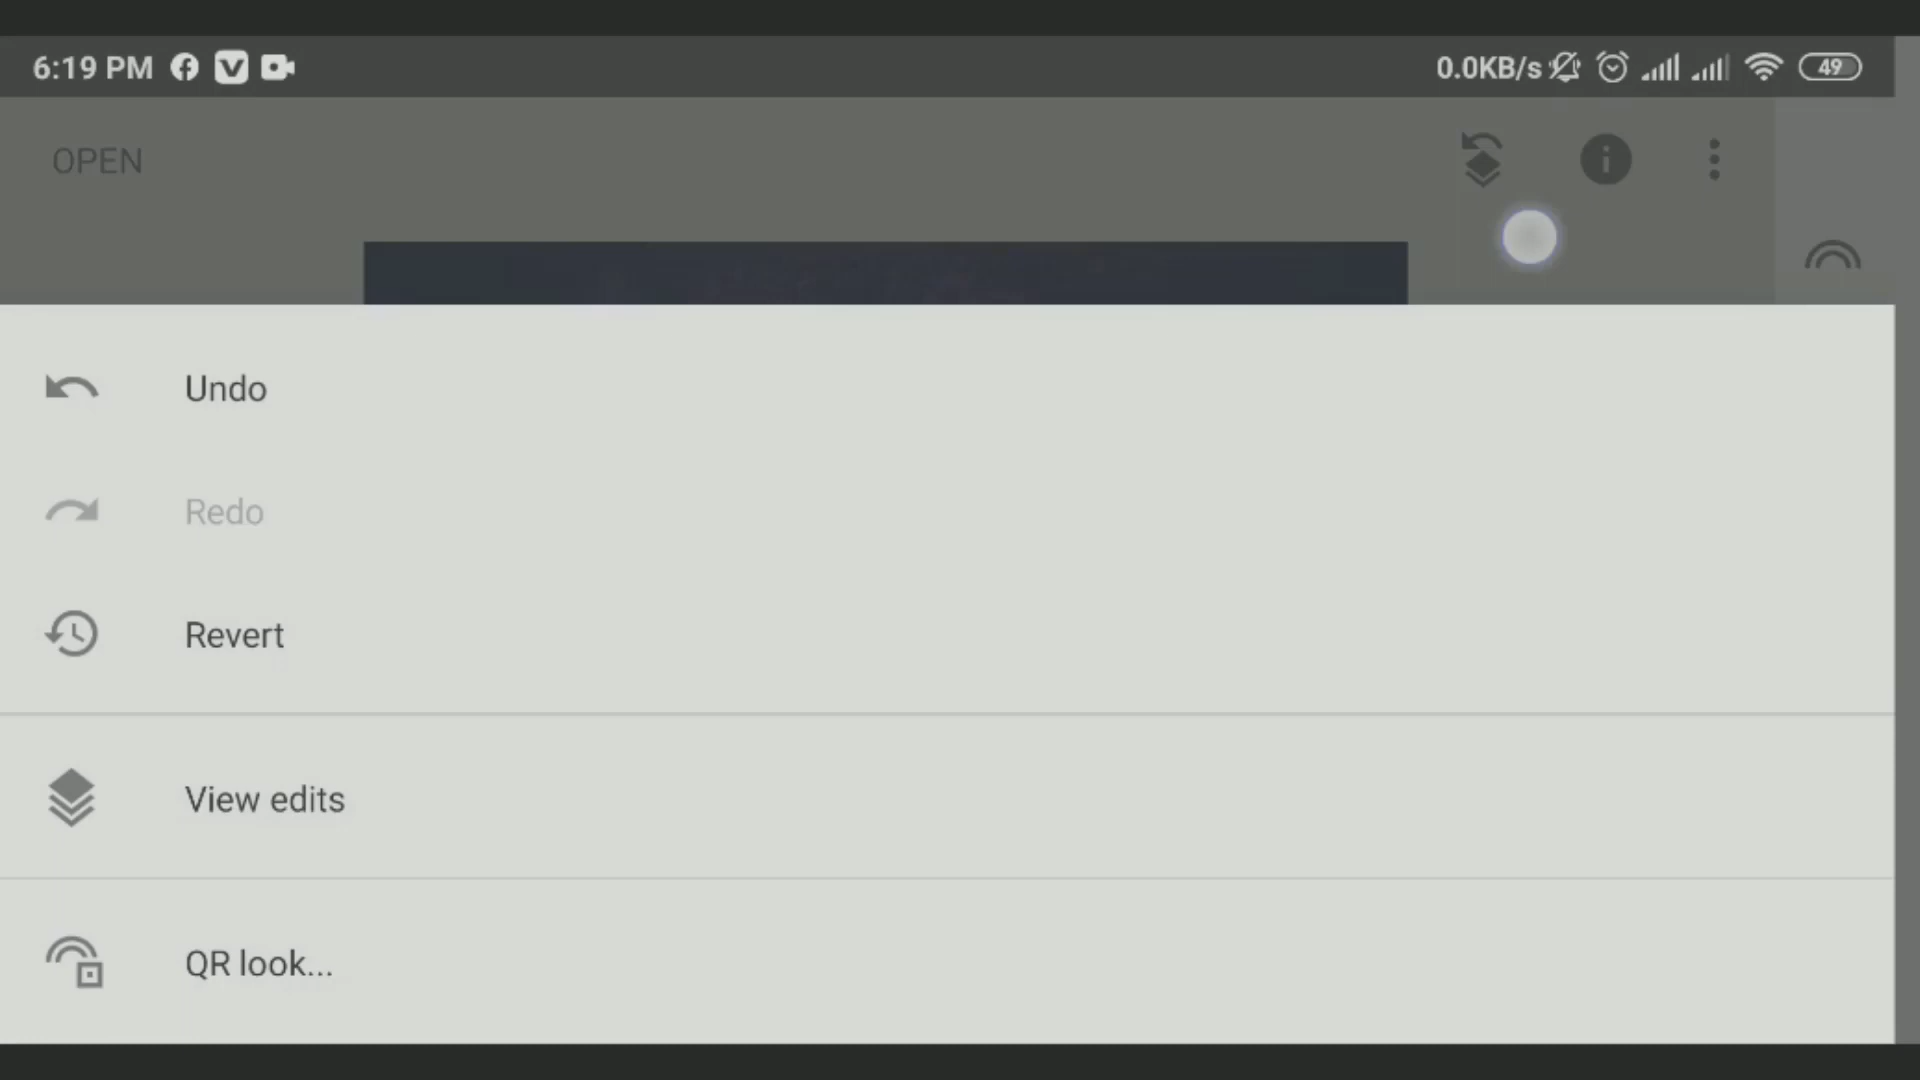 6:19 PM
0.0KB/s
49
OPEN
Undo
Redo
Revert
View edits
QR look...